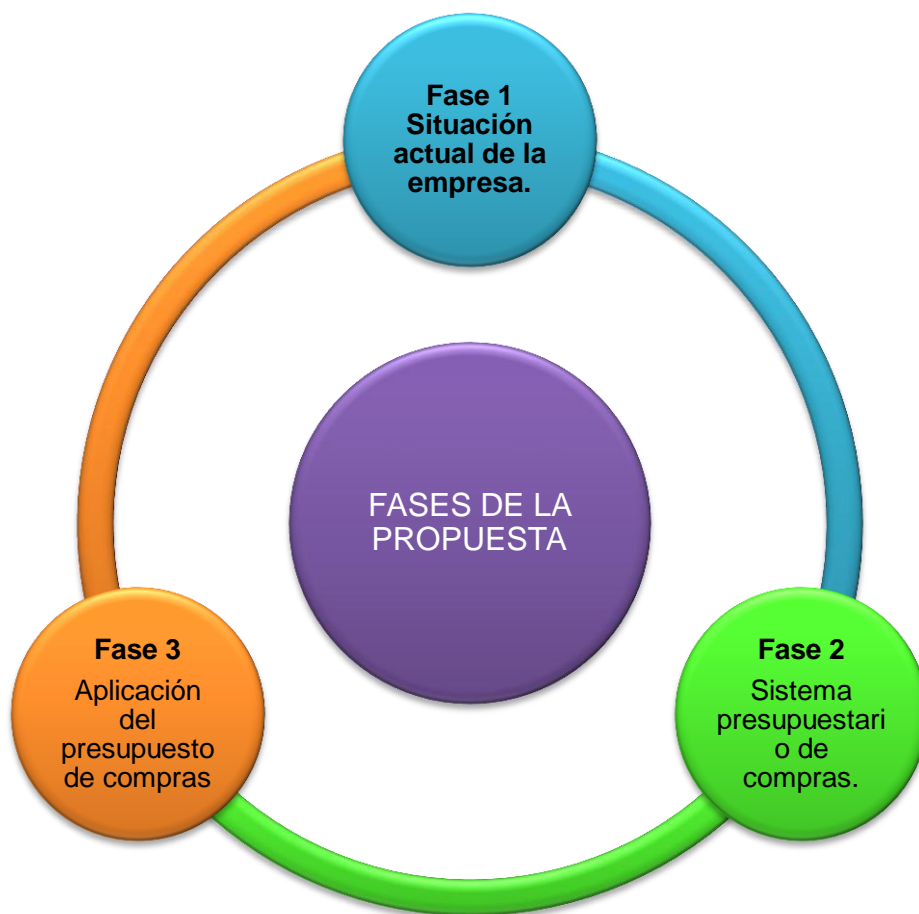 Fase 1
Situación
actual de la
empresa.
FASES DE LA
PROPUESTA
Fase 2
Sistema
presupuestari
o de
compras.
Fase 3
Aplicación
del
presupuesto
de compras